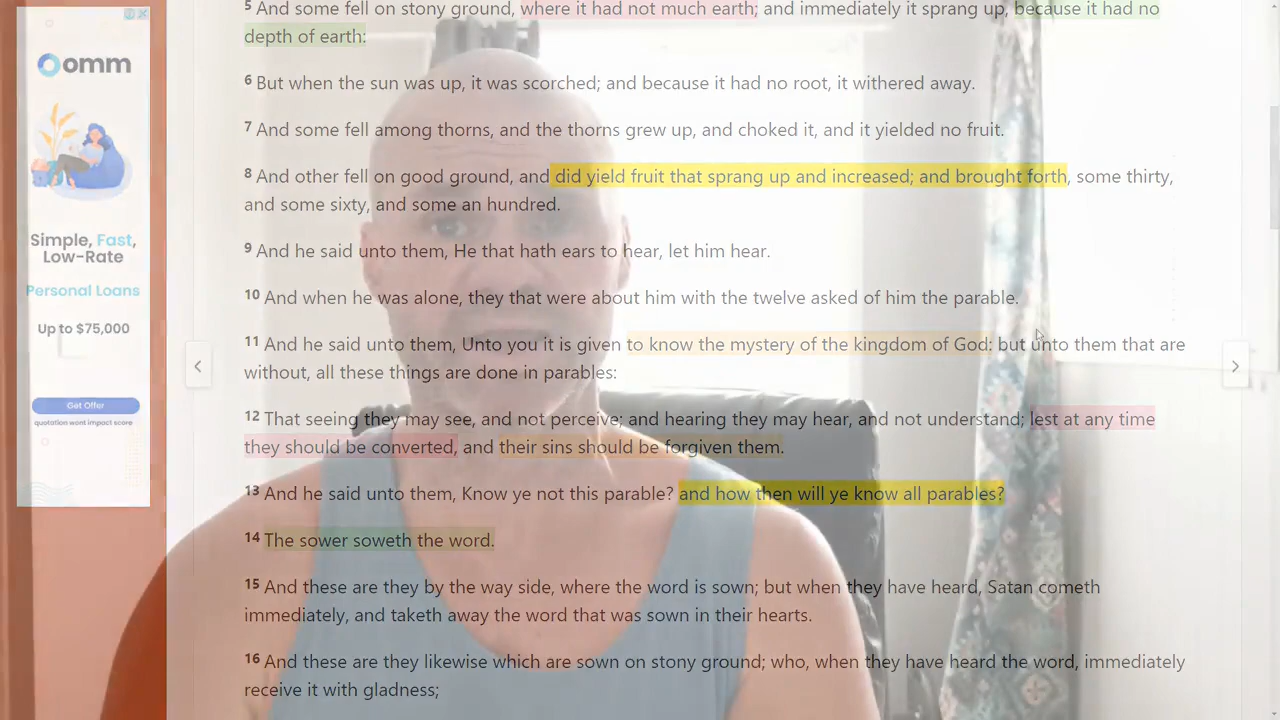 5 And some fell on stony ground, where it had not much earth; and immediately it sprang up, because it had no
depth of earth:
6 But when the sun was up, it was scorched; and because it had no root, it withered away.
7 And some fell among thorns, and the thorns grew up, and choked it, and it yielded no fruit.
8 And other fell on good ground, and did yield fruit that sprang up and increased; and brought forth, some thirty,
and some sixty, and some an hundred.
9 And he said unto them, He that hath ears to hear, let him hear.
10 And when he was alone, they that were about him with the twelve asked of him the parable.
11 And he said unto them, Unto you it is given to know the mystery of the kingdom of God: but unto them that are
without, all these things are done in parables:
12 That seeing they may see, and not perceive; and hearing they may hear, and not understand; lest at any time
they should be converted, and their sins should be forgiven them.
13 And he said unto them, Know ye not this parable? and how then will ye know all parables?
14 The sower soweth the word.
15 And these are they by the way side, where the word is sown; but when they have heard, Satan cometh
immediately, and taketh away the word that was sown in their hearts.
16 And these are they likewise which are sown on stony ground; who, when they have heard the word, immediately
receive it with gladness;
omm
Simple, Fast,
Low-Rate
Personal Loans
Up to $75,000
Get Offer
quotation wont impact score